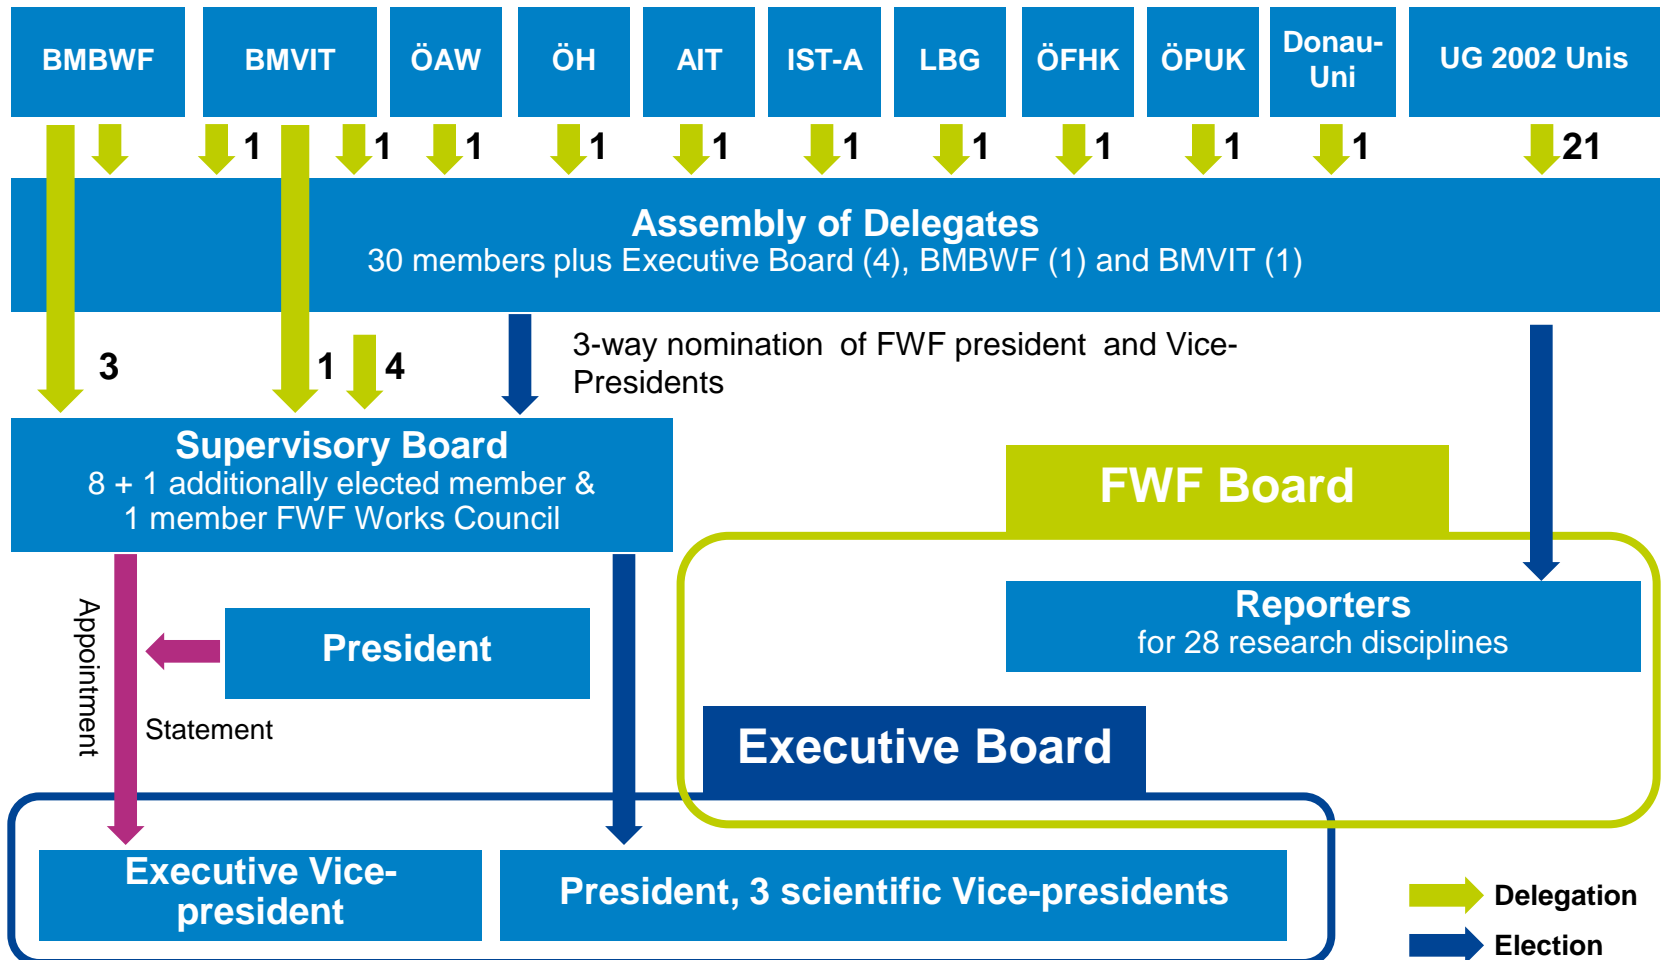 BMBWF
BMVIT
ÖAW
ÖH
AIT
IST-A
LBG
ÖFHK
ÖPUK
Donau-
Uni
UG 2002 Unis
1
1
1
1
1
1
1
1
1
1
21
Assembly of Delegates
30 members plus Executive Board (4), BMBWF (1) and BMVIT (1)
3
1
4
3-way nomination of FWF president and Vice-
Presidents
Supervisory Board
8 + 1 additionally elected member &
1 member FWF Works Council
FWF Board
Reporters
for 28 research disciplines
Appointment
President
Statement
Executive Board
Executive Vice-
president
President, 3 scientific Vice-presidents
Delegation
Election